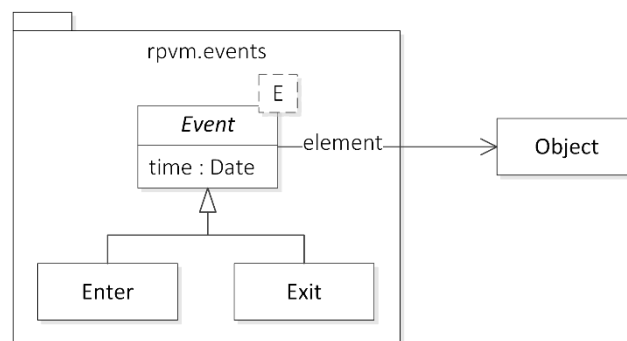 rpvm.events
E
Event
element
Object
time : Date
Enter
Exit